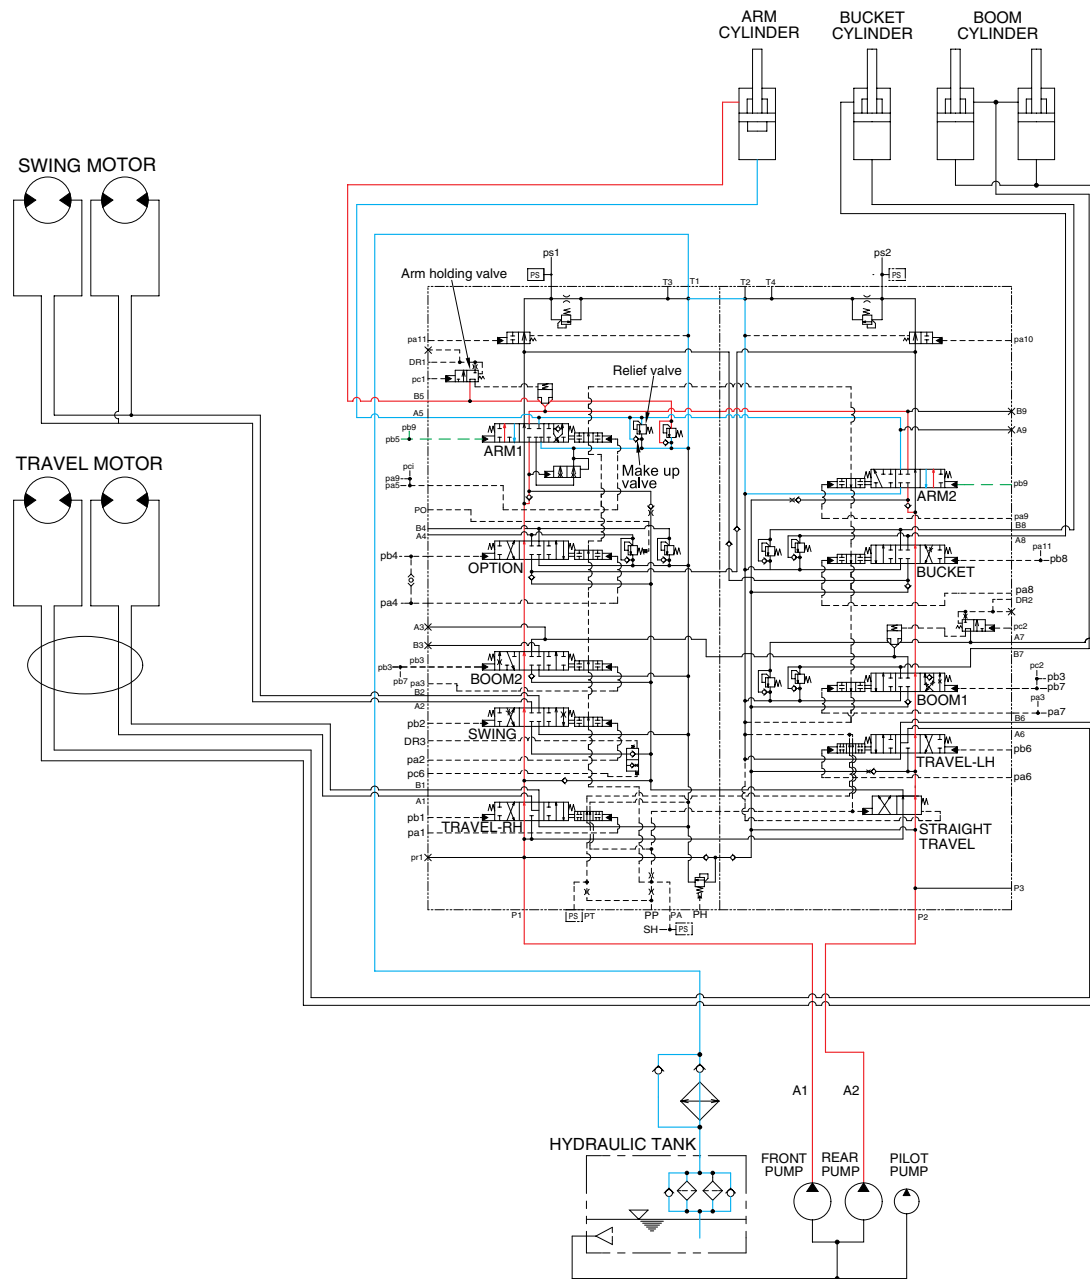 ARM
CYLINDER
BUCKET
CYLINDER
BOOM
CYLINDER
SWING MOTOR
TRAVEL MOTOR
ps1
PS
ps2
PS
Arm holding valve
T3
T1
T2
T4
pa11
pa10
DR1
pc1
B5
A5
Relief valve
Make up
valve
pb9
pb5
ARM1
B9
A9
pci
pa9
pa5
ARM2
pb9
pa9
PO
B4
A4
B8
A8
pb4
OPTION
BUCKET
pa11
pb8
pa4
pa8
DR2
A3
pc2
B3
A7
B7
pb3
pb3
pb7
pa3
BOOM2
BOOM1
pc2
pb3
pb7
pa3
pa7
B2
A2
pb2
SWING
B6
A6
DR3
pb6
TRAVEL-LH
pa2
pc6
pa6
B1
A1
pb1
TRAVEL-RH
pa1
STRAIGHT
TRAVEL
pr1
P3
P1
PS
PT
PP
PA
PH
P2
SH
PS
A1
A2
HYDRAULIC TANK
FRONT
PUMP
REAR
PUMP
PILOT
PUMP